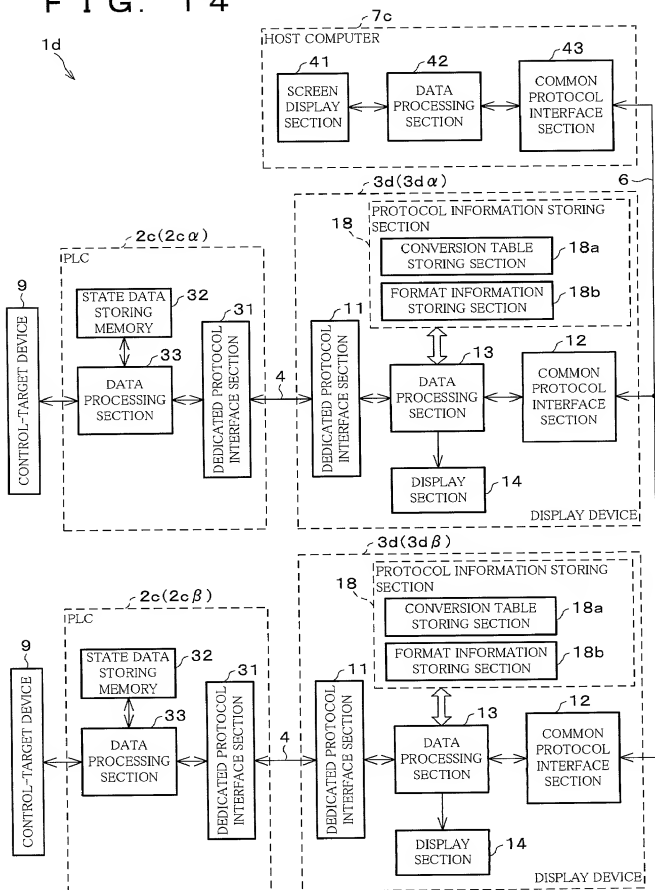 FIG. 14
1d
7c
HOST COMPUTER
41
42
43
SCREEN
DISPLAY
SECTION
DATA
PROCESSING
SECTION
COMMON
PROTOCOL
INTERFACE
SECTION
6
3d(3dα)
18
PROTOCOL INFORMATION STORING
SECTION
CONVERSION TABLE
STORING SECTION
18a
FORMAT INFORMATION
STORING SECTION
18b
2c(2cα)
PLC
9
CONTROL-TARGET DEVICE
STATE DATA
STORING
MEMORY
32
33
DATA
PROCESSING
SECTION
31
DEDICATED PROTOCOL
INTERFACE SECTION
4
11
DEDICATED PROTOCOL
INTERFACE SECTION
13
DATA
PROCESSING
SECTION
12
COMMON
PROTOCOL
INTERFACE
SECTION
DISPLAY
SECTION
14
DISPLAY DEVICE
3d(3dβ)
18
PROTOCOL INFORMATION STORING
SECTION
CONVERSION TABLE
STORING SECTION
18a
FORMAT INFORMATION
STORING SECTION
18b
2c(2cβ)
PLC
9
CONTROL-TARGET DEVICE
STATE DATA
STORING
MEMORY
32
33
DATA
PROCESSING
SECTION
31
DEDICATED PROTOCOL
INTERFACE SECTION
4
11
DEDICATED PROTOCOL
INTERFACE SECTION
13
DATA
PROCESSING
SECTION
12
COMMON
PROTOCOL
INTERFACE
SECTION
DISPLAY
SECTION
14
DISPLAY DEVICE